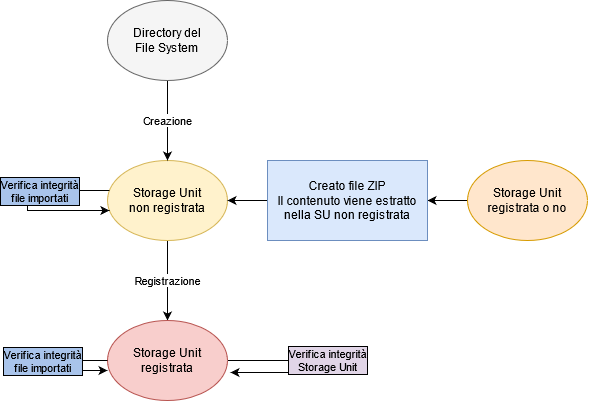 Directory del
File System
Creazione
Verifica integrità
file importati
Storage Unit
non registrata
Creato file ZIP
Il contenuto viene estratto
nella SU non registrata
Storage Unit
registrata o no
Registrazione
Verifica integrità
file importati
Storage Unit
registrata
Verifica integrità
Storage Unit